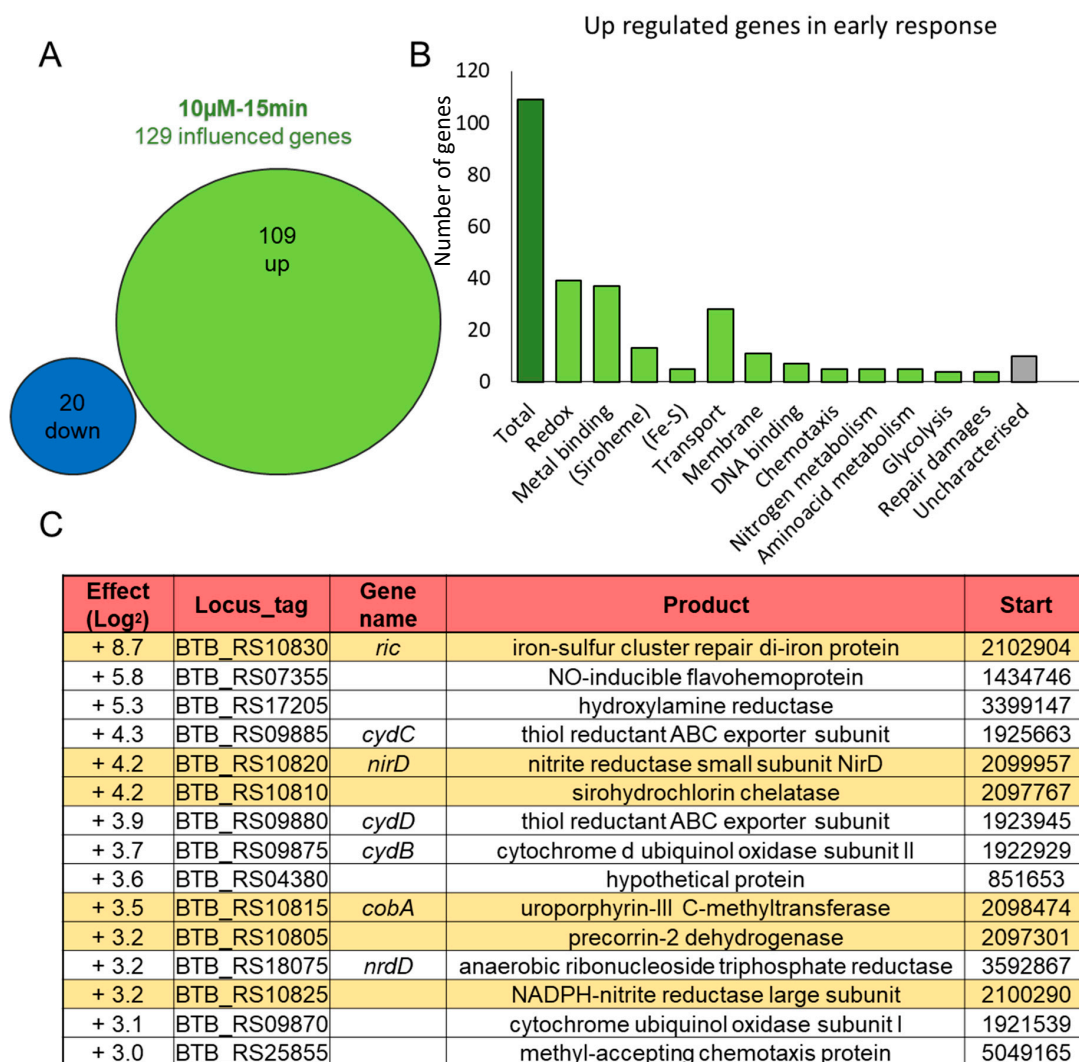 A
10µM-15min
129 influenced genes
109
up
20
down
B
Up regulated genes in early response
Number of genes
120
100
80
60
40
20
0
Total
Redox
Metal binding
(Siroheme)
(Fe-S)
Transport
Membrane
DNA binding
Chemotaxis
Nitrogen metabolism
Aminoacid metabolism
Glycolysis
Repair damages
Uncharacterised
C
Effect (Log²) Locus_tag Gene name Product Start
+ 8.7 BTB_RS10830 ric iron-sulfur cluster repair di-iron protein 2102904
+ 5.8 BTB_RS07355 NO-inducible flavohemoprotein 1434746
+ 5.3 BTB_RS17205 hydroxylamine reductase 3399147
+ 4.3 BTB_RS09885 cydC thiol reductant ABC exporter subunit 1925663
+ 4.2 BTB_RS10820 nirD nitrite reductase small subunit NirD 2099957
+ 4.2 BTB_RS10810 sirohydrochlorin chelatase 2097767
+ 3.9 BTB_RS09880 cydD thiol reductant ABC exporter subunit 1923945
+ 3.7 BTB_RS09875 cydB cytochrome d ubiquinol oxidase subunit II 1922929
+ 3.6 BTB_RS04380 hypothetical protein 851653
+ 3.5 BTB_RS10815 cobA uroporphyrin-III C-methyltransferase 2098474
+ 3.2 BTB_RS10805 precorrin-2 dehydrogenase 2097301
+ 3.2 BTB_RS18075 nrdD anaerobic ribonucleoside triphosphate reductase 3592867
+ 3.2 BTB_RS10825 NADPH-nitrite reductase large subunit 2100290
+ 3.1 BTB_RS09870 cytochrome ubiquinol oxidase subunit I 1921539
+ 3.0 BTB_RS25855 methyl-accepting chemotaxis protein 5049165